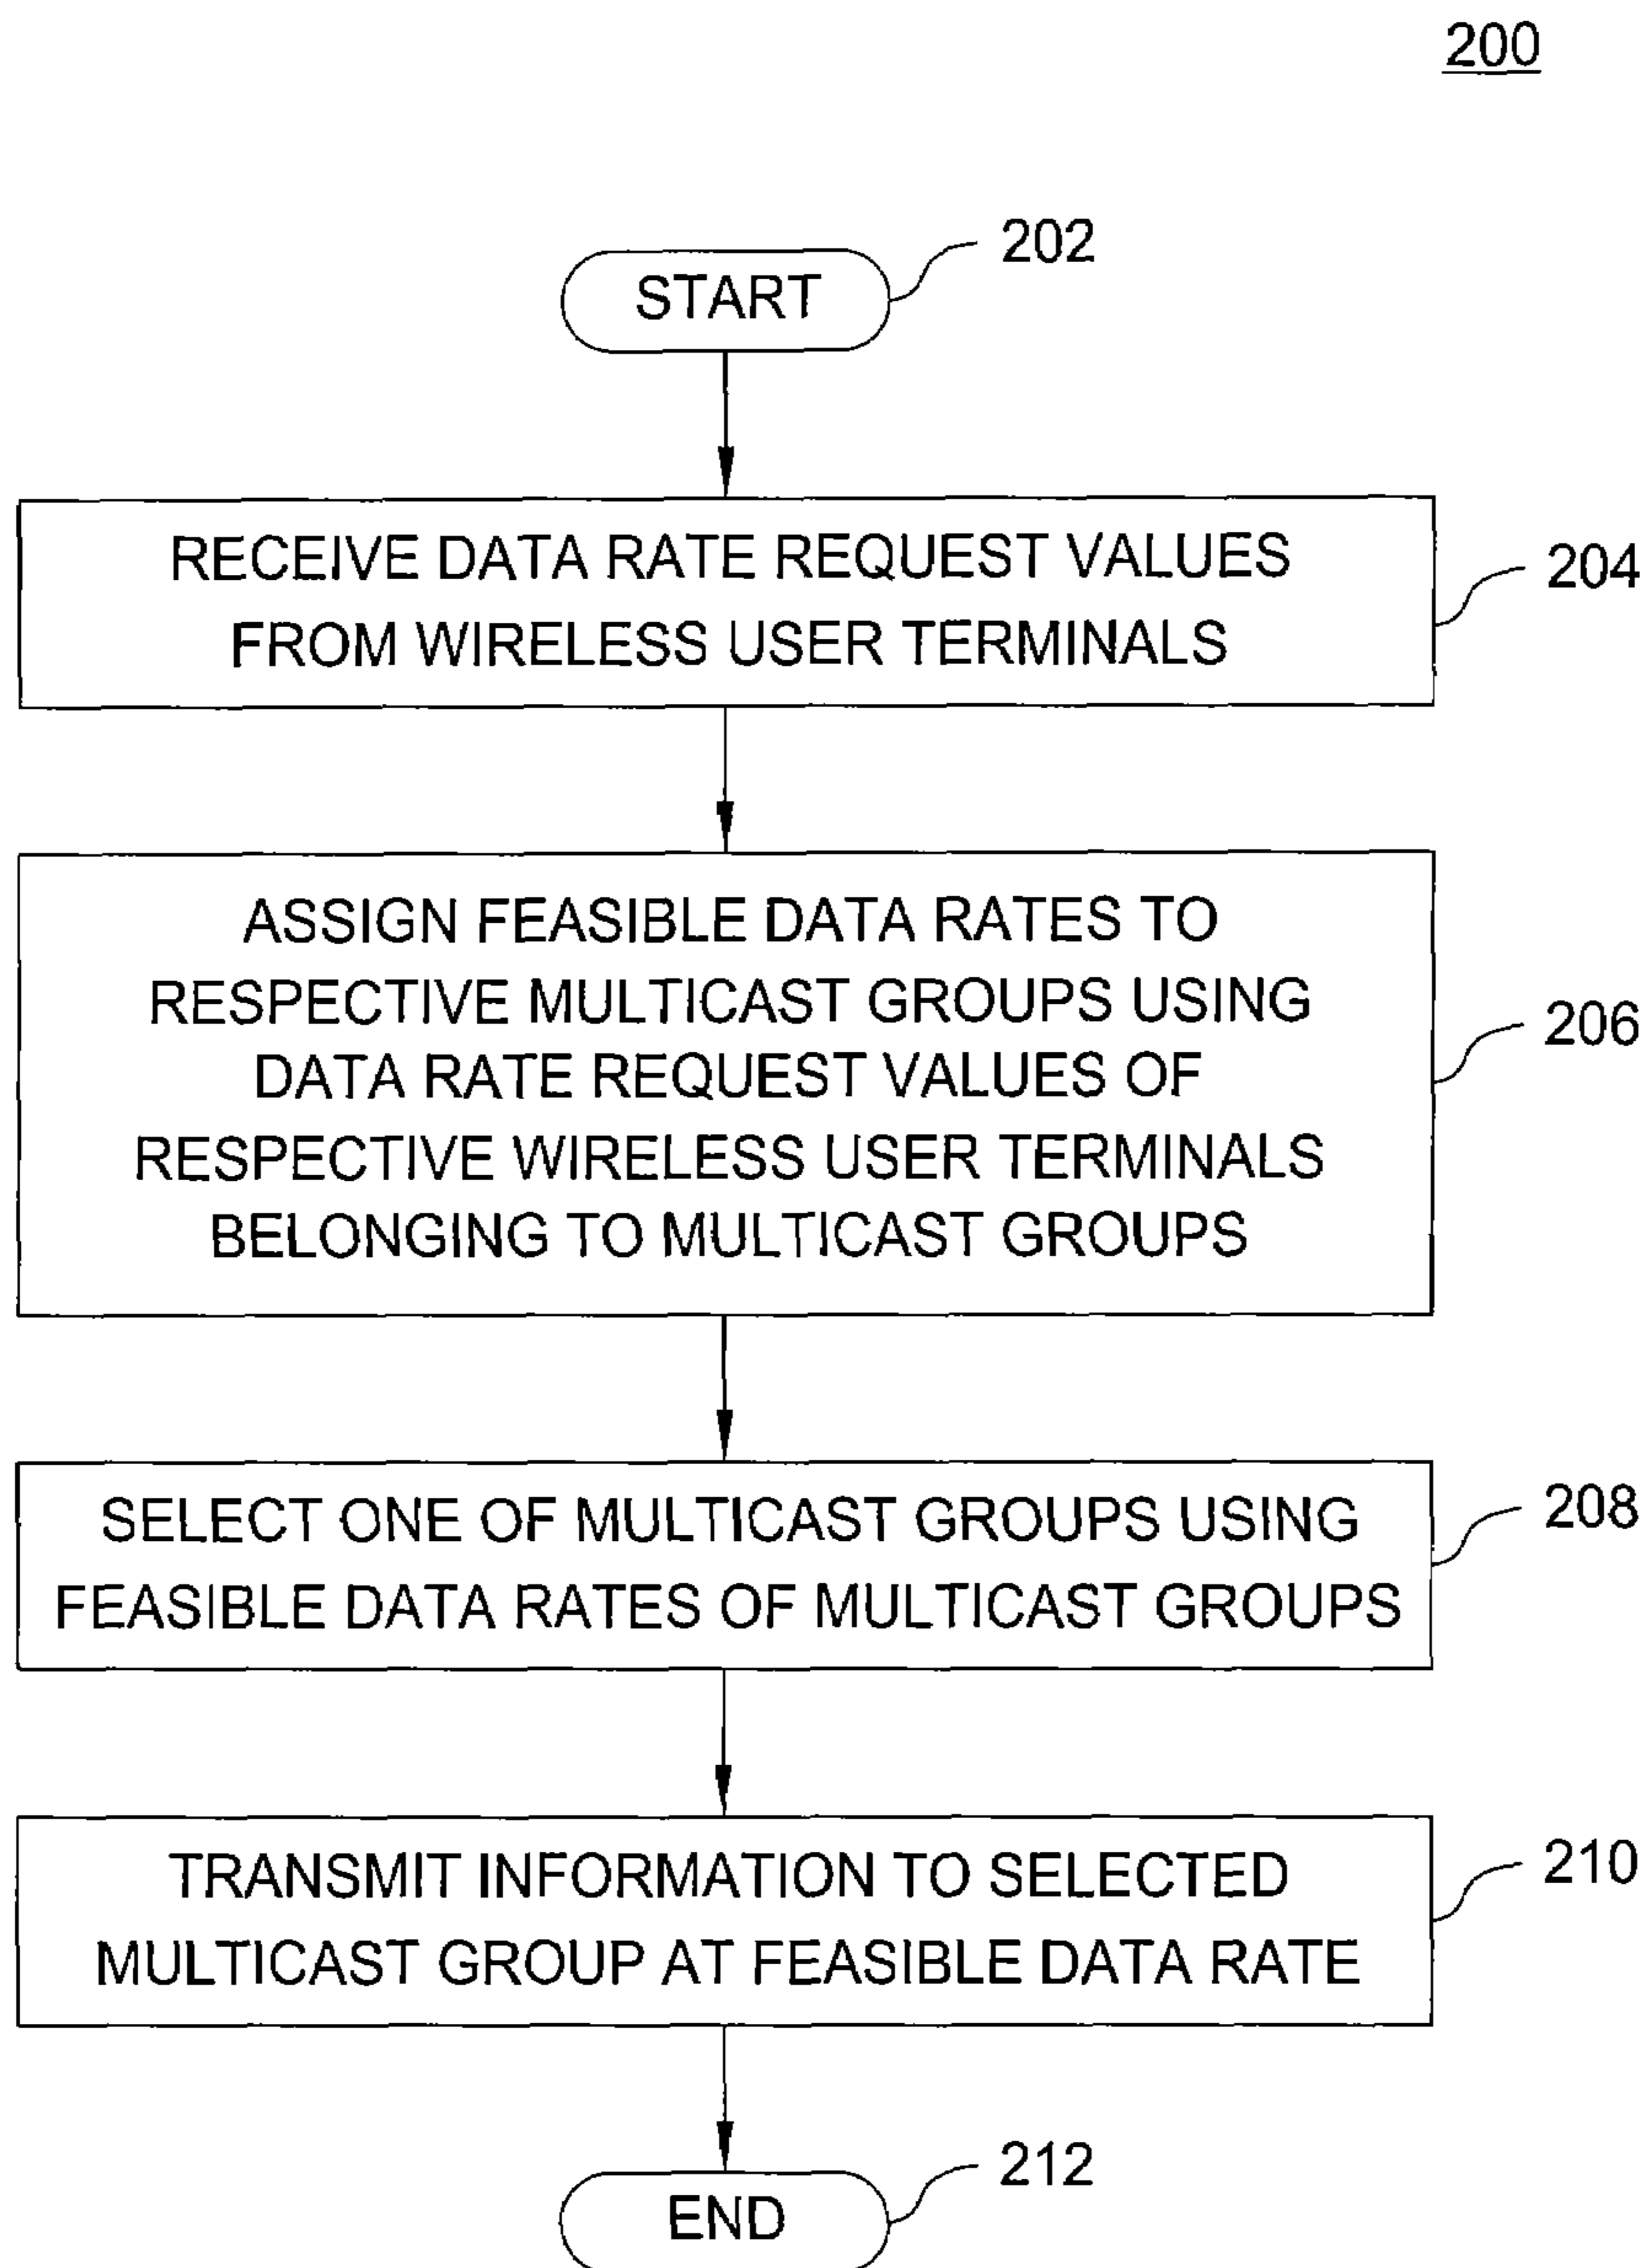 200
START
202
RECEIVE DATA RATE REQUEST VALUES
FROM WIRELESS USER TERMINALS
204
ASSIGN FEASIBLE DATA RATES TO
RESPECTIVE MULTICAST GROUPS USING
DATA RATE REQUEST VALUES OF
RESPECTIVE WIRELESS USER TERMINALS
BELONGING TO MULTICAST GROUPS
206
SELECT ONE OF MULTICAST GROUPS USING
FEASIBLE DATA RATES OF MULTICAST GROUPS
208
TRANSMIT INFORMATION TO SELECTED
MULTICAST GROUP AT FEASIBLE DATA RATE
210
END
212